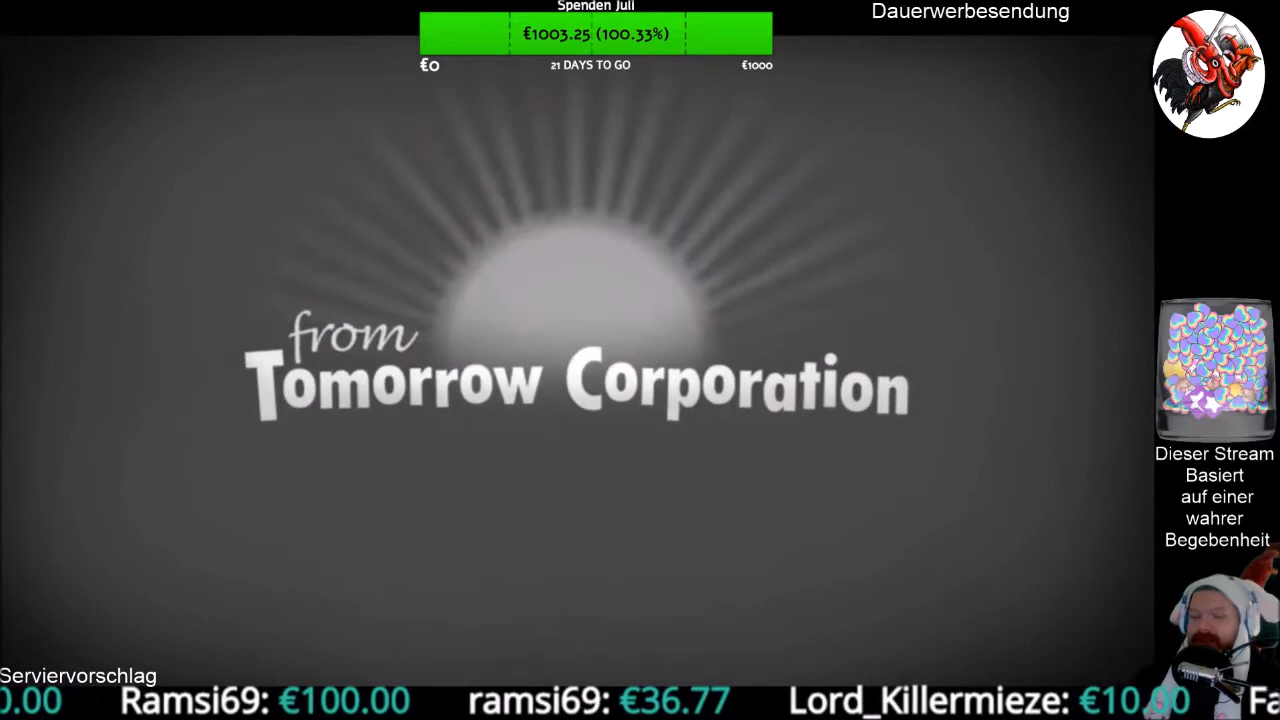 Spenden Juli
€1003.25 (100.33%)
€0
21 DAYS TO GO
€1000
Dauerwerbesendung
from
Tomorrow Corporation
Dieser Stream
Basiert
auf einer
wahrer
Begebenheit
Serviervorschlag
0.00 Ramsi69: €100.00 ramsi69: €36.77 Lord_Killermieze: €10.00 Fa